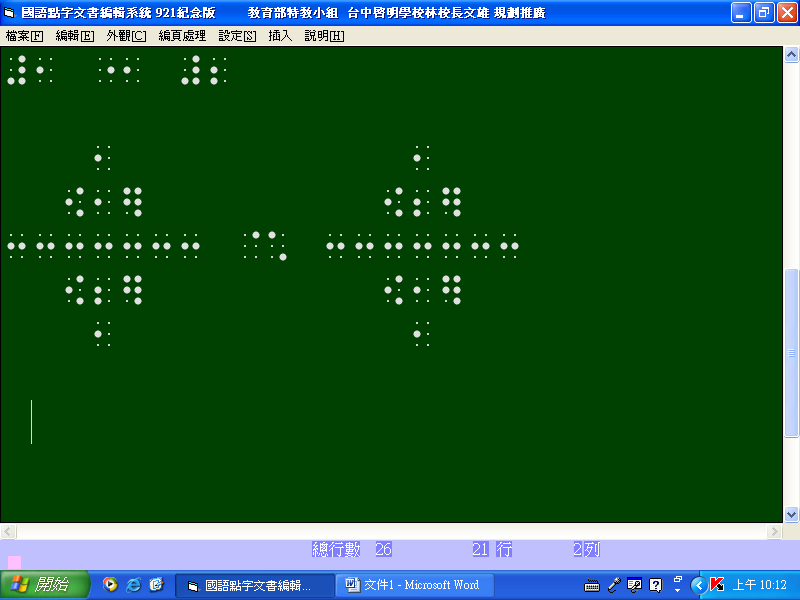 國語點字文書編輯系統 921紀念版 教育部特教小組 台中啓明學校林校長文雄 規劃推廣
檔案[F] 編輯[E] 外觀[C] 編頁處理 設定[N] 插入 說明[H]
總行數 26 21 行 2列
開始 國語點字文書編輯... 文件1 - Microsoft Word 上午 10:12